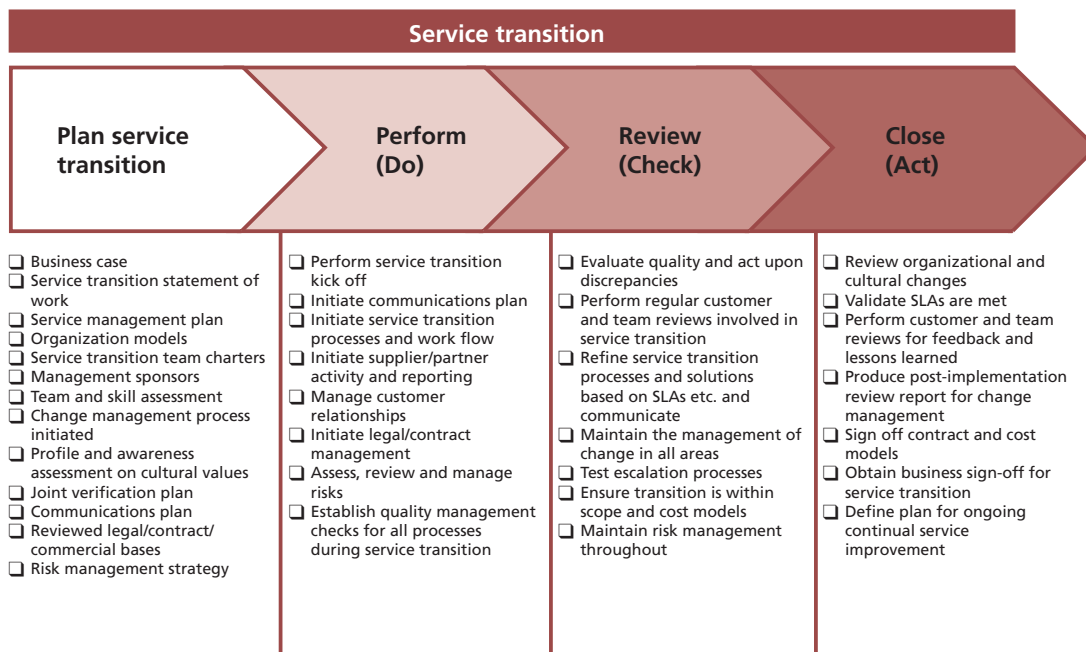 Service transition
Plan service
transition
Perform
(Do)
Review
(Check)
Close
(Act)
❑ Business case
❑ Service transition statement of
work
❑ Service management plan
❑ Organization models
❑ Service transition team charters
❑ Management sponsors
❑ Team and skill assessment
❑ Change management process
initiated
❑ Profile and awareness
assessment on cultural values
❑ Joint verification plan
❑ Communications plan
❑ Reviewed legal/contract/
commercial bases
❑ Risk management strategy
❑ Perform service transition
kick off
❑ Initiate communications plan
❑ Initiate service transition
processes and work flow
❑ Initiate supplier/partner
activity and reporting
❑ Manage customer
relationships
❑ Initiate legal/contract
management
❑ Assess, review and manage
risks
❑ Establish quality management
checks for all processes
during service transition
❑ Evaluate quality and act upon
discrepancies
❑ Perform regular customer
and team reviews involved in
service transition
❑ Refine service transition
processes and solutions
based on SLAs etc. and
communicate
❑ Maintain the management of
change in all areas
❑ Test escalation processes
❑ Ensure transition is within
scope and cost models
❑ Maintain risk management
throughout
❑ Review organizational and
cultural changes
❑ Validate SLAs are met
❑ Perform customer and team
reviews for feedback and
lessons learned
❑ Produce post-implementation
review report for change
management
❑ Sign off contract and cost
models
❑ Obtain business sign-off for
service transition
❑ Define plan for ongoing
continual service
improvement